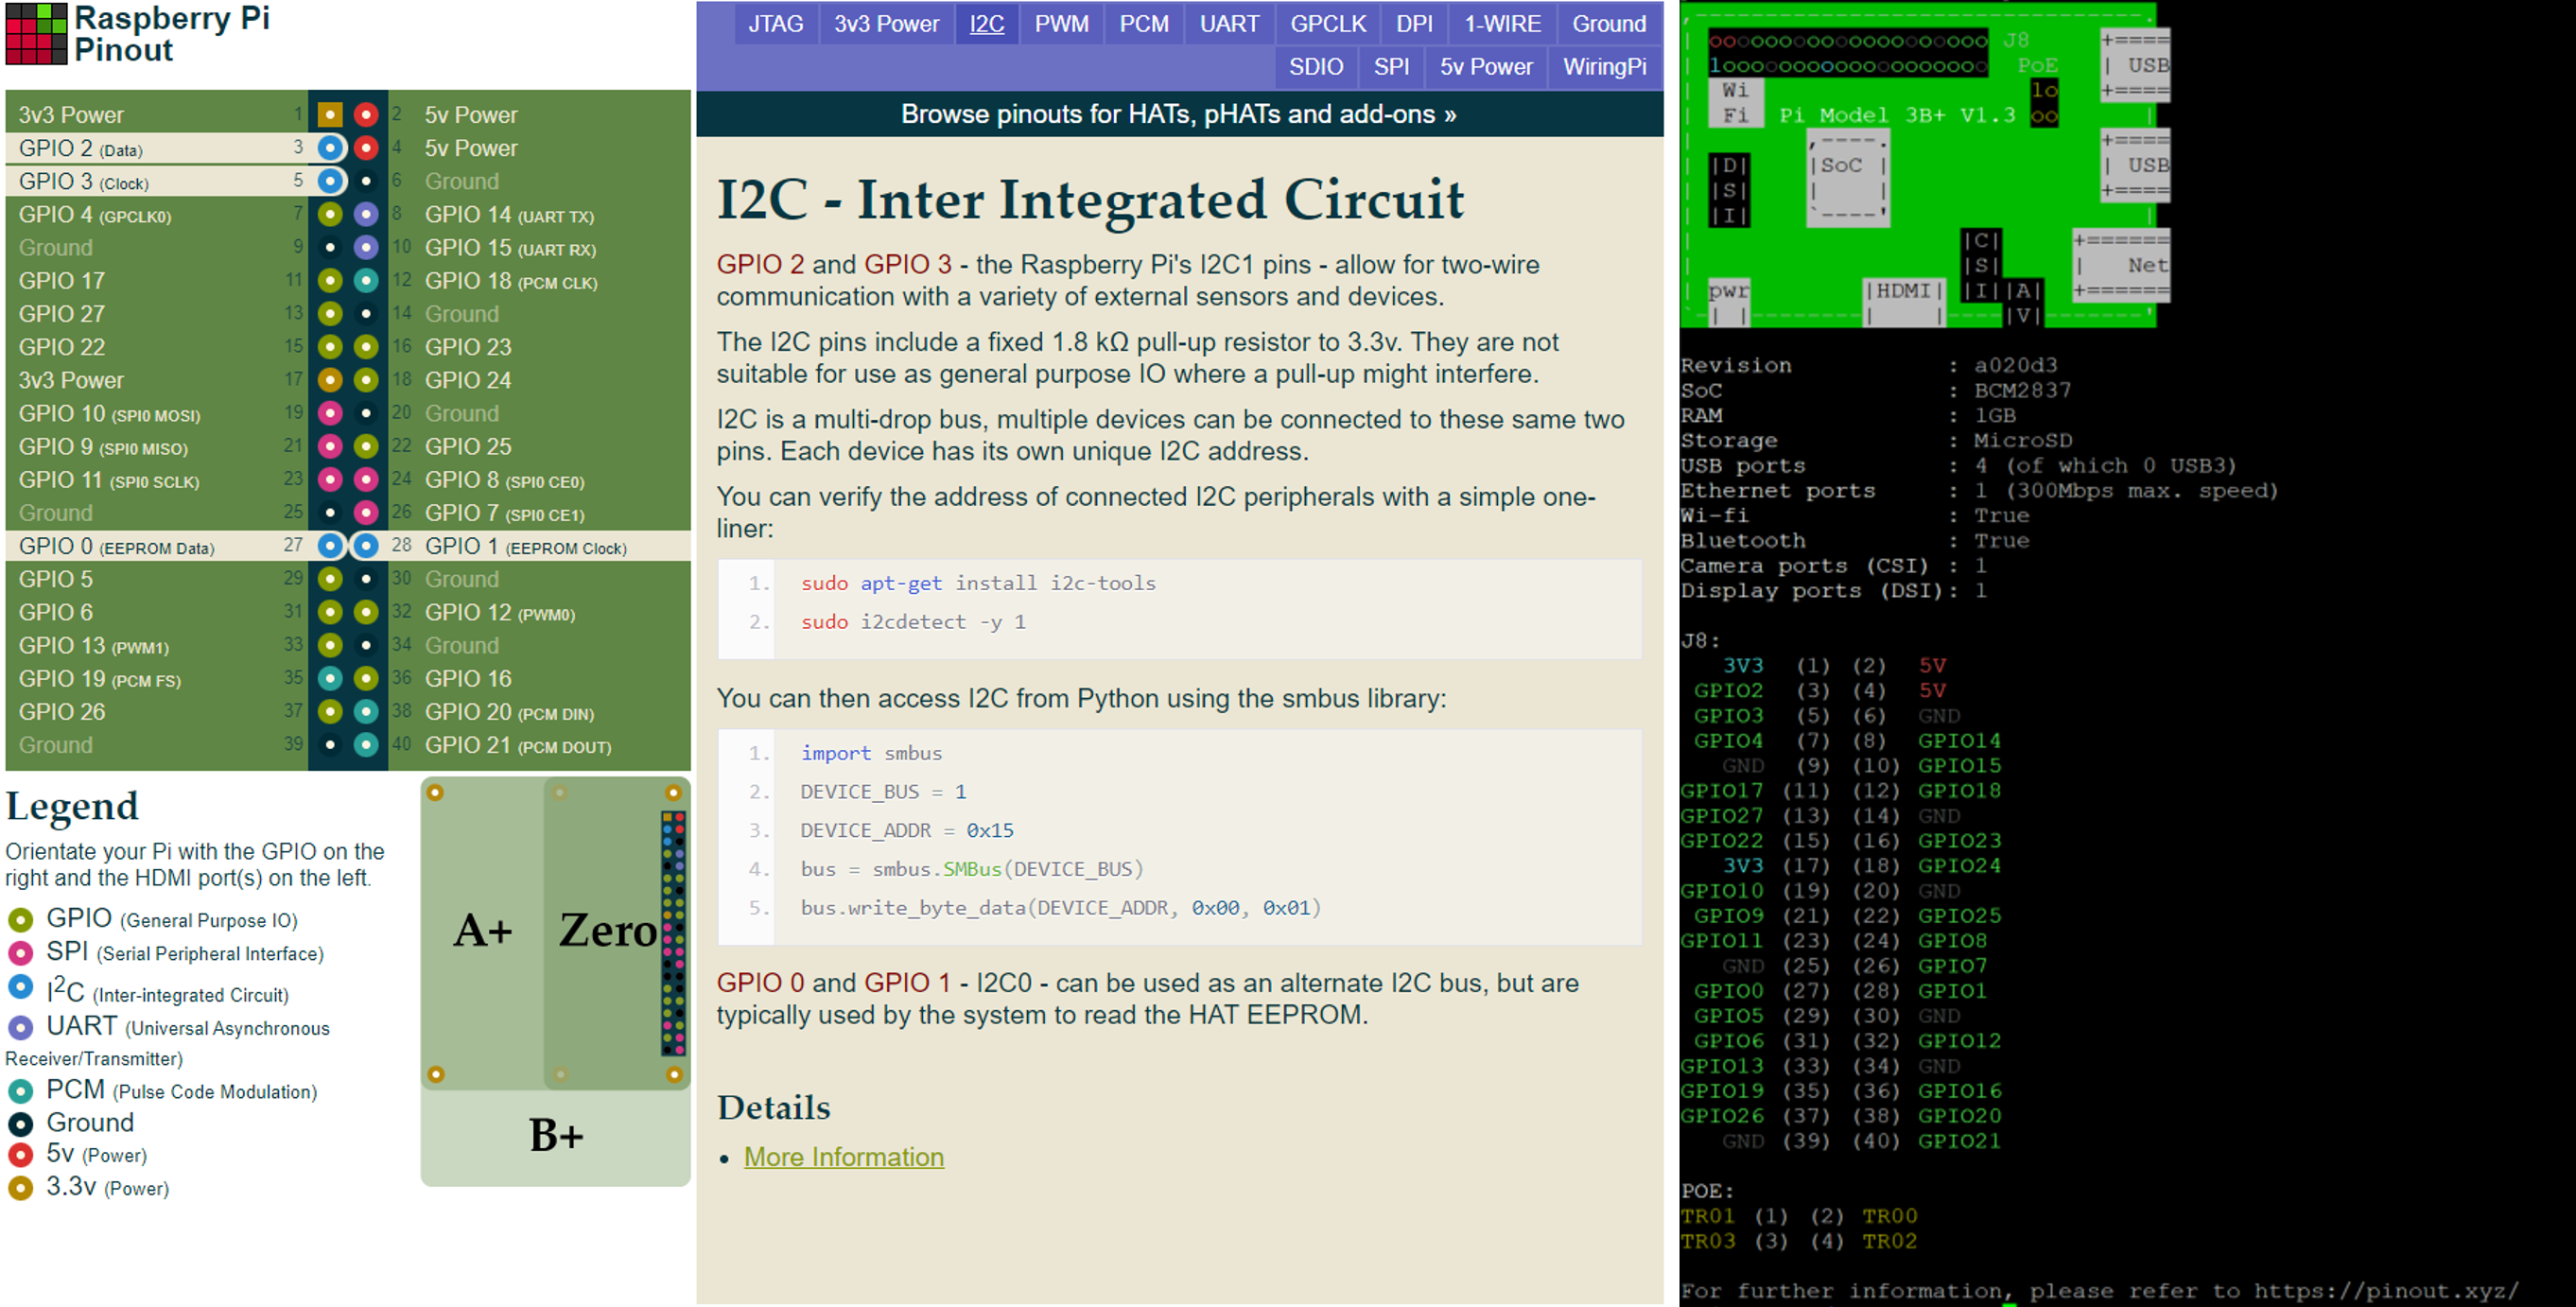 Raspberry Pi
Pinout
3v3 Power 1 2 5v Power
GPIO 2 (Data) 3 4 5v Power
GPIO 3 (Clock) 5 6 Ground
GPIO 4 (GPCLK0) 7 8 GPIO 14 (UART TX)
Ground 9 10 GPIO 15 (UART RX)
GPIO 17 11 12 GPIO 18 (PCM CLK)
GPIO 27 13 14 Ground
GPIO 22 15 16 GPIO 23
3v3 Power 17 18 GPIO 24
GPIO 10 (SPI0 MOSI) 19 20 Ground
GPIO 9 (SPI0 MISO) 21 22 GPIO 25
GPIO 11 (SPI0 SCLK) 23 24 GPIO 8 (SPI0 CE0)
Ground 25 26 GPIO 7 (SPI0 CE1)
GPIO 0 (EEPROM Data) 27 28 GPIO 1 (EEPROM Clock)
GPIO 5 29 30 Ground
GPIO 6 31 32 GPIO 12 (PWM0)
GPIO 13 (PWM1) 33 34 Ground
GPIO 19 (PCM FS) 35 36 GPIO 16
GPIO 26 37 38 GPIO 20 (PCM DIN)
Ground 39 40 GPIO 21 (PCM DOUT)
Legend
Orientate your Pi with the GPIO on the
right and the HDMI port(s) on the left.
GPIO (General Purpose IO)
SPI (Serial Peripheral Interface)
I2C (Inter-integrated Circuit)
UART (Universal Asynchronous
Receiver/Transmitter)
PCM (Pulse Code Modulation)
Ground
5v (Power)
3.3v (Power)
A+ Zero
B+
JTAG 3v3 Power I2C PWM PCM UART GPCLK DPI 1-WIRE Ground
SDIO SPI 5v Power WiringPi
Browse pinouts for HATs, pHATs and add-ons »
I2C - Inter Integrated Circuit
GPIO 2 and GPIO 3 - the Raspberry Pi's I2C1 pins - allow for two-wire
communication with a variety of external sensors and devices.
The I2C pins include a fixed 1.8 kΩ pull-up resistor to 3.3v. They are not
suitable for use as general purpose IO where a pull-up might interfere.
I2C is a multi-drop bus, multiple devices can be connected to these same two
pins. Each device has its own unique I2C address.
You can verify the address of connected I2C peripherals with a simple one-
liner:
1. sudo apt-get install i2c-tools
2. sudo i2cdetect -y 1
You can then access I2C from Python using the smbus library:
1. import smbus
2. DEVICE_BUS = 1
3. DEVICE_ADDR = 0x15
4. bus = smbus.SMBus(DEVICE_BUS)
5. bus.write_byte_data(DEVICE_ADDR, 0x00, 0x01)
GPIO 0 and GPIO 1 - I2C0 - can be used as an alternate I2C bus, but are
typically used by the system to read the HAT EEPROM.
Details
• More Information
,--------------------------------.
| oooooooooooooooooooo J8 +====
| 1ooooooooooooooooooo PoE | USB
| Wi 1o +====
| Fi Pi Model 3B+ V1.3 oo |
| ,----. +====
| |D| |SoC | | USB
| |S| | | +====
| |I| `----' |
| |C| +======
| |S| | Net
| pwr |HDMI| |I||A| +======
`-| |--------| |----|V|-------'
Revision : a020d3
SoC : BCM2837
RAM : 1GB
Storage : MicroSD
USB ports : 4 (of which 0 USB3)
Ethernet ports : 1 (300Mbps max. speed)
Wi-fi : True
Bluetooth : True
Camera ports (CSI) : 1
Display ports (DSI): 1
J8:
3V3 (1) (2) 5V
GPIO2 (3) (4) 5V
GPIO3 (5) (6) GND
GPIO4 (7) (8) GPIO14
GND (9) (10) GPIO15
GPIO17 (11) (12) GPIO18
GPIO27 (13) (14) GND
GPIO22 (15) (16) GPIO23
3V3 (17) (18) GPIO24
GPIO10 (19) (20) GND
GPIO9 (21) (22) GPIO25
GPIO11 (23) (24) GPIO8
GND (25) (26) GPIO7
GPIO0 (27) (28) GPIO1
GPIO5 (29) (30) GND
GPIO6 (31) (32) GPIO12
GPIO13 (33) (34) GND
GPIO19 (35) (36) GPIO16
GPIO26 (37) (38) GPIO20
GND (39) (40) GPIO21
POE:
TR01 (1) (2) TR00
TR03 (3) (4) TR02
For further information, please refer to https://pinout.xyz/